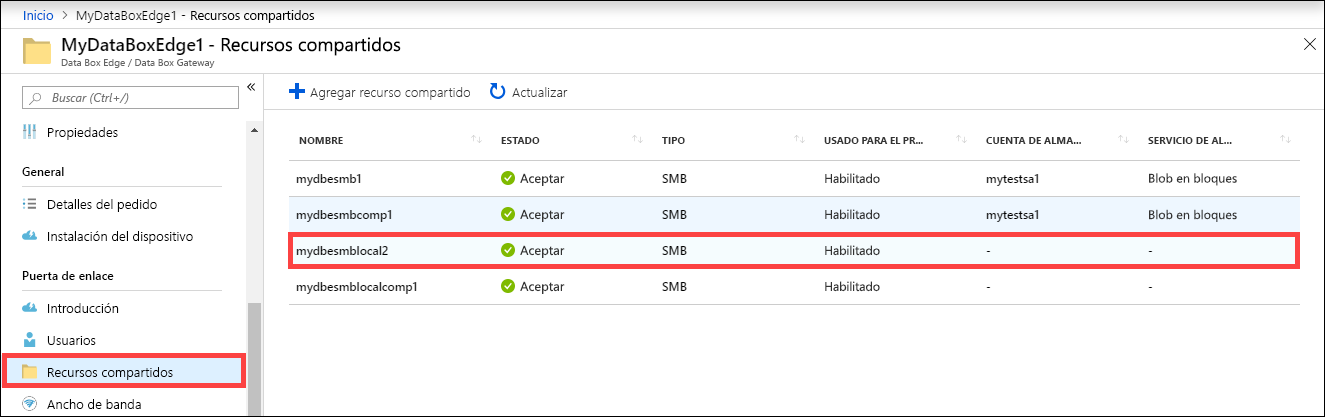 Inicio > MyDataBoxEdge1 - Recursos compartidos
MyDataBoxEdge1 - Recursos compartidos
Data Box Edge / Data Box Gateway
Buscar (Ctrl+/)
Propiedades
General
Detalles del pedido
Instalación del dispositivo
Puerta de enlace
Introducción
Usuarios
Recursos compartidos
Ancho de banda
Agregar recurso compartido Actualizar
NOMBRE ESTADO TIPO USADO PARA EL PR... CUENTA DE ALMA... SERVICIO DE AL...
mydbesmb1 Aceptar SMB Habilitado mytestsa1 Blob en bloques
mydbesmbcomp1 Aceptar SMB Habilitado mytestsa1 Blob en bloques
mydbesmblocal2 Aceptar SMB Habilitado - -
mydbesmblocalcomp1 Aceptar SMB Habilitado - -